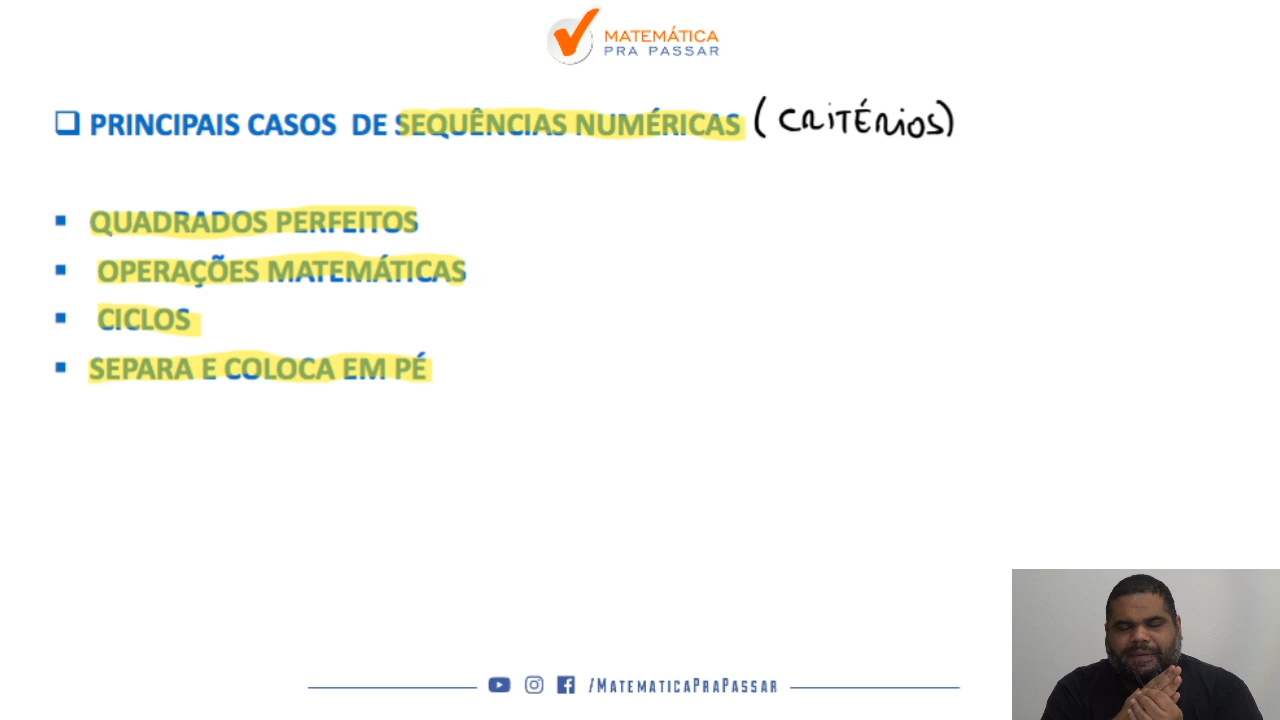 MATEMÁTICA
PRA PASSAR
PRINCIPAIS CASOS DE SEQUÊNCIAS NUMÉRICAS (CRITÉRIOS)
QUADRADOS PERFEITOS
OPERAÇÕES MATEMÁTICAS
CICLOS
SEPARA E COLOCA EM PÉ
/MATEMATICAPRAPASSAR